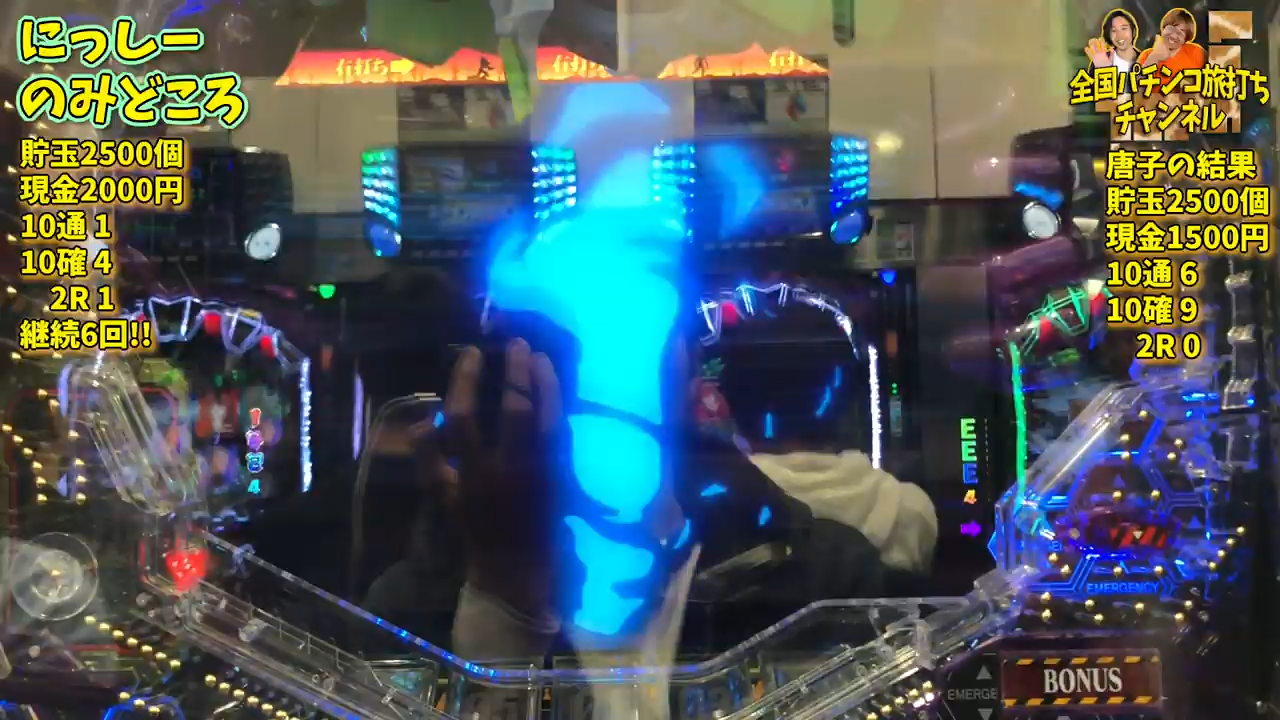 にっしー
のみどころ
貯玉2500個
現金2000円
10通 1
10確 4
2R 1
継続6回!!
全国パチンコ旅打ち
チャンネル
唐子の結果
貯玉2500個
現金1500円
10通 6
10確 9
2R 0
EMERGENCY
BONUS